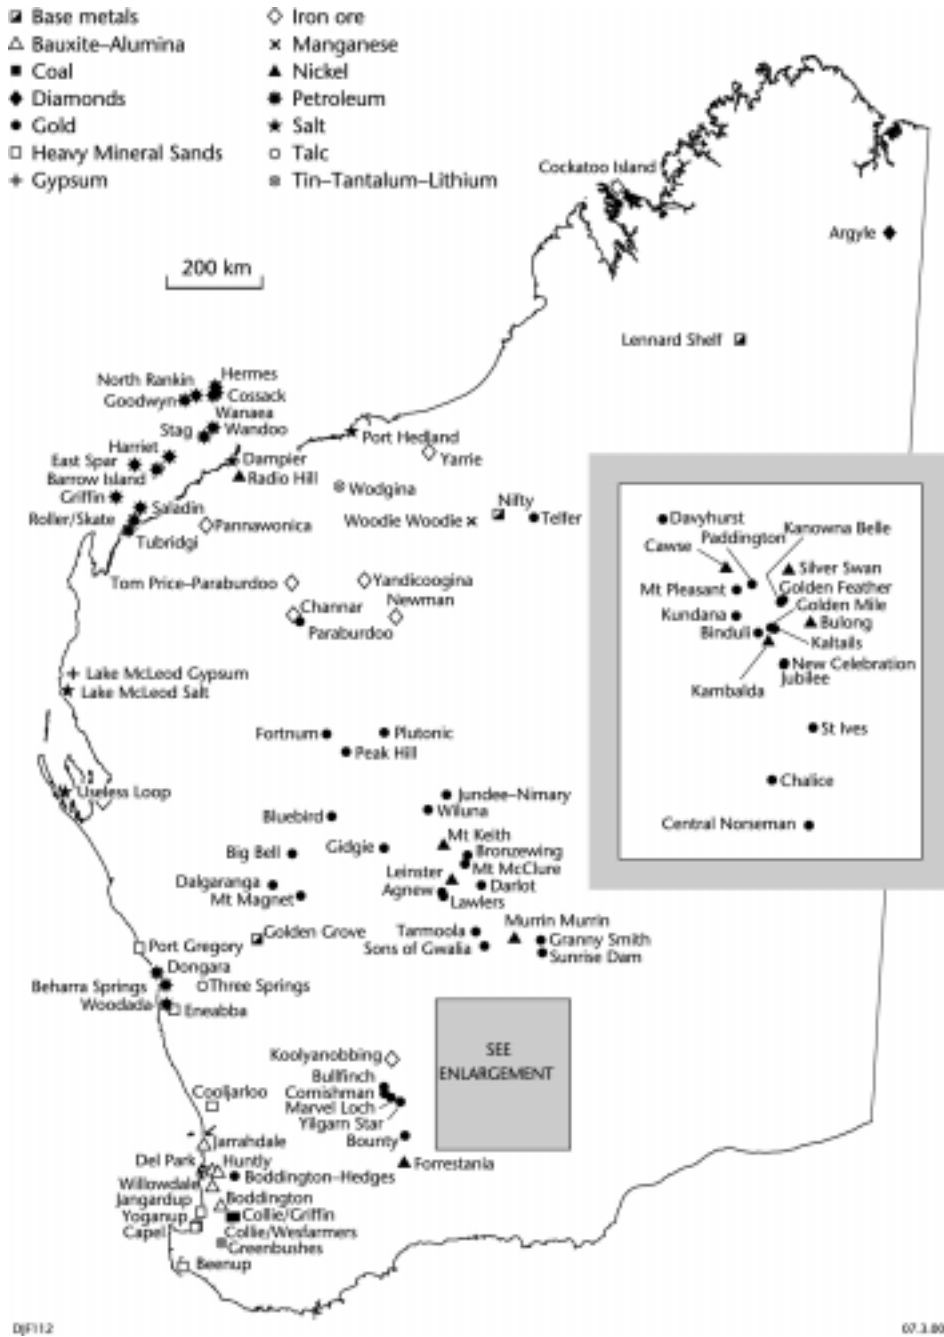 Base metals
Bauxite–Alumina
Coal
Diamonds
Gold
Heavy Mineral Sands
Gypsum
Iron ore
Manganese
Nickel
Petroleum
Salt
Talc
Tin–Tantalum–Lithium
200 km
Cockatoo Island
Argyle
Lennard Shelf
Hermes
North Rankin
Cossack
Goodwyn
Wanaea
Wandoo
Stag
Port Hedland
Harriet
Yarrie
East Spar
Dampier
Barrow Island
Radio Hill
Griffin
Wodgina
Nifty
Saladin
Roller/Skate
Pannawonica
Woodie Woodie
Telfer
Tubridgi
Tom Price–Paraburdoo
Yandicoogina
Newman
Channar
Paraburdoo
Lake McLeod Gypsum
Lake McLeod Salt
Fortnum
Plutonic
Peak Hill
Useless Loop
Jundee–Nimary
Wiluna
Bluebird
Mt Keith
Gidgie
Bronzewing
Big Bell
Mt McClure
Leinster
Dalgaranga
Darlot
Agnew
Mt Magnet
Lawlers
Murrin Murrin
Golden Grove
Tarmoola
Granny Smith
Port Gregory
Sons of Gwalia
Sunrise Dam
Dongara
Beharra Springs
Three Springs
Woodada
Eneabba
SEE
ENLARGEMENT
Koolyanobbing
Bullfinch
Cornishman
Cooljarloo
Marvel Loch
Yilgarn Star
Bounty
Jarrahdale
Del Park
Huntly
Forrestania
Boddington–Hedges
Willowdale
Jangardup
Boddington
Yoganup
Collie/Griffin
Capel
Collie/Wesfarmers
Greenbushes
Beenup
Davyhurst
Kanowna Belle
Paddington
Cawse
Silver Swan
Mt Pleasant
Golden Feather
Golden Mile
Kundana
Bulong
Binduli
Kaltails
New Celebration
Jubilee
Kambalda
St Ives
Chalice
Central Norseman
DJF112
07.3.00